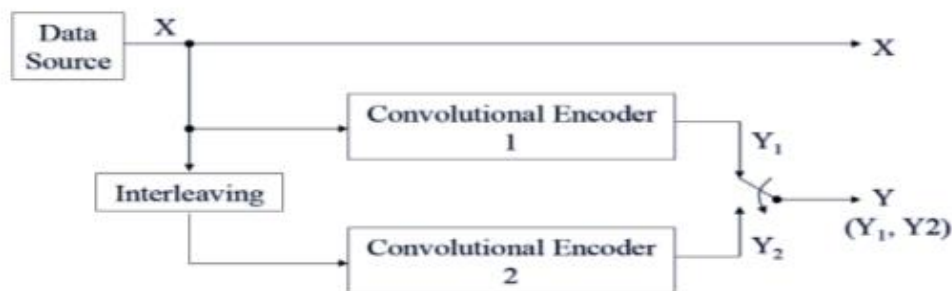 Data
Source
X
X
Convolutional Encoder
1
Y₁
Interleaving
Y
(Y₁, Y2)
Convolutional Encoder
2
Y₂